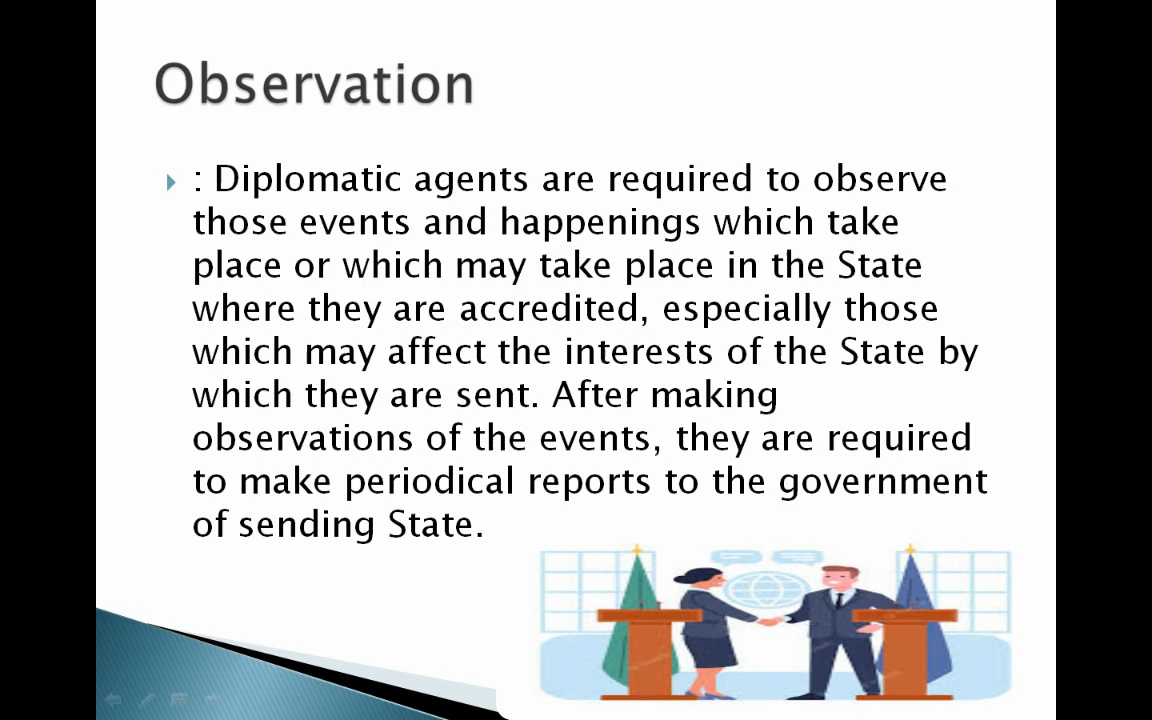 Observation
: Diplomatic agents are required to observe
those events and happenings which take
place or which may take place in the State
where they are accredited, especially those
which may affect the interests of the State by
which they are sent. After making
observations of the events, they are required
to make periodical reports to the government
of sending State.